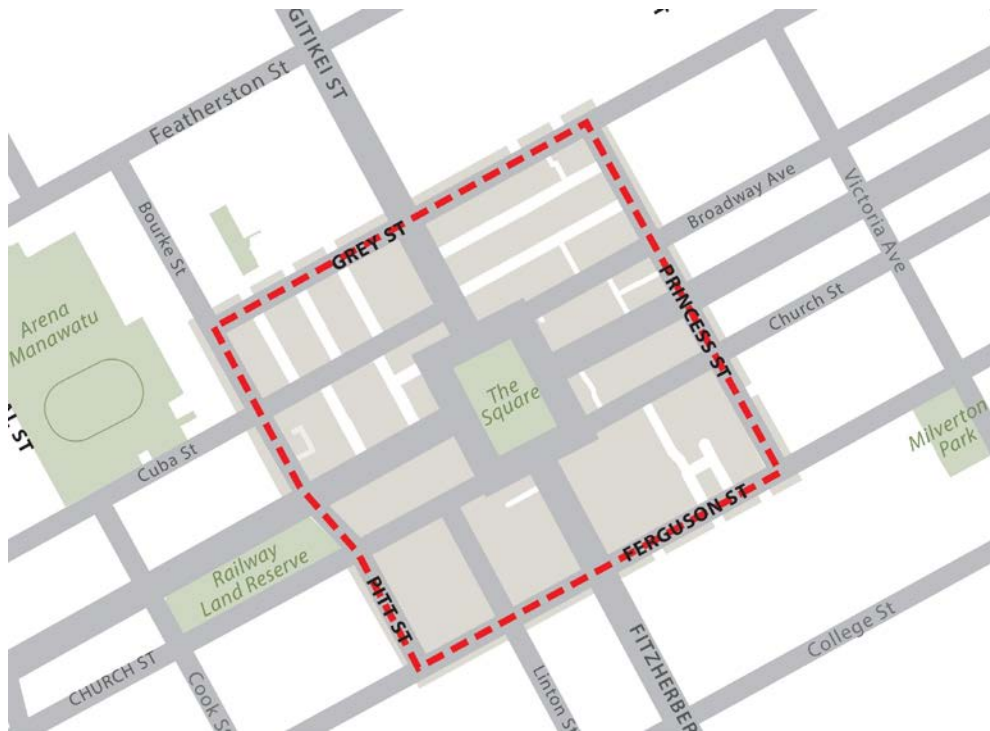 GITIKEI ST
Featherston St
Bourke St
GREY ST
Broadway Ave
Victoria Ave
Arena
Manawatu
PRINCESS ST
Church St
The
Square
Milverton
Park
Cuba St
FERGUSON ST
Railway
Land Reserve
PITT ST
College St
CHURCH ST
Cook S
Linton St
FITZHERBER